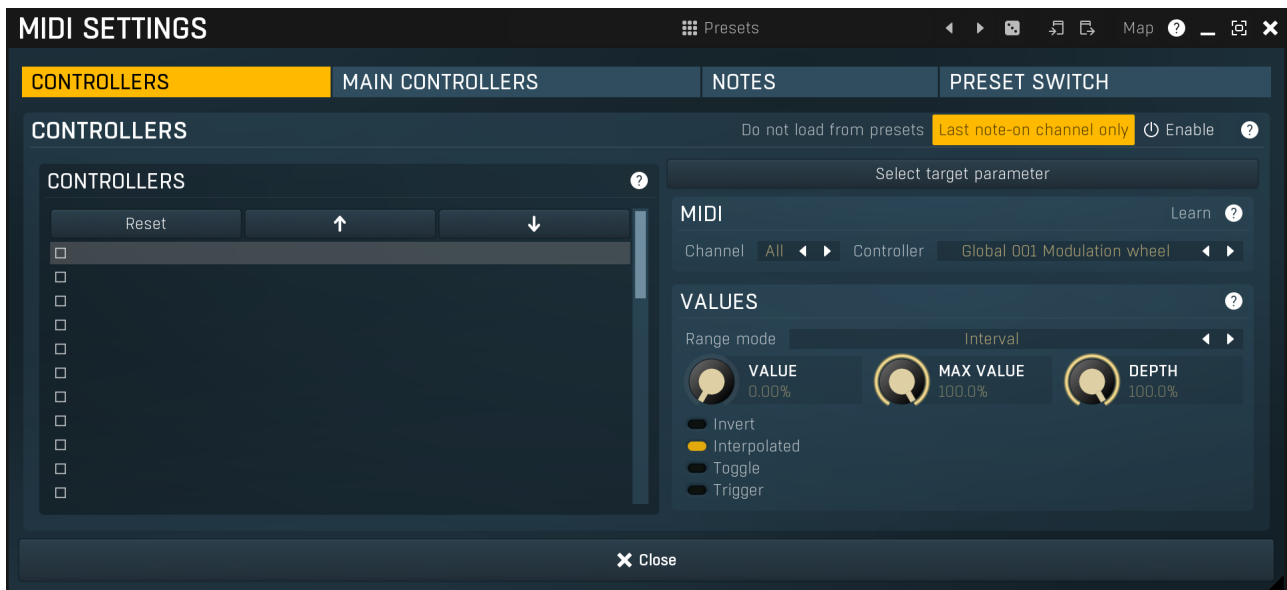 MIDI SETTINGS Presets Map ?
CONTROLLERS MAIN CONTROLLERS NOTES PRESET SWITCH
CONTROLLERS Do not load from presets Last note-on channel only Enable ?
CONTROLLERS ?
Reset
Select target parameter
MIDI Learn ?
Channel All Controller Global 001 Modulation wheel
VALUES ?
Range mode Interval
VALUE MAX VALUE DEPTH
0.00% 100.0% 100.0%
Invert
Interpolated
Toggle
Trigger
Close